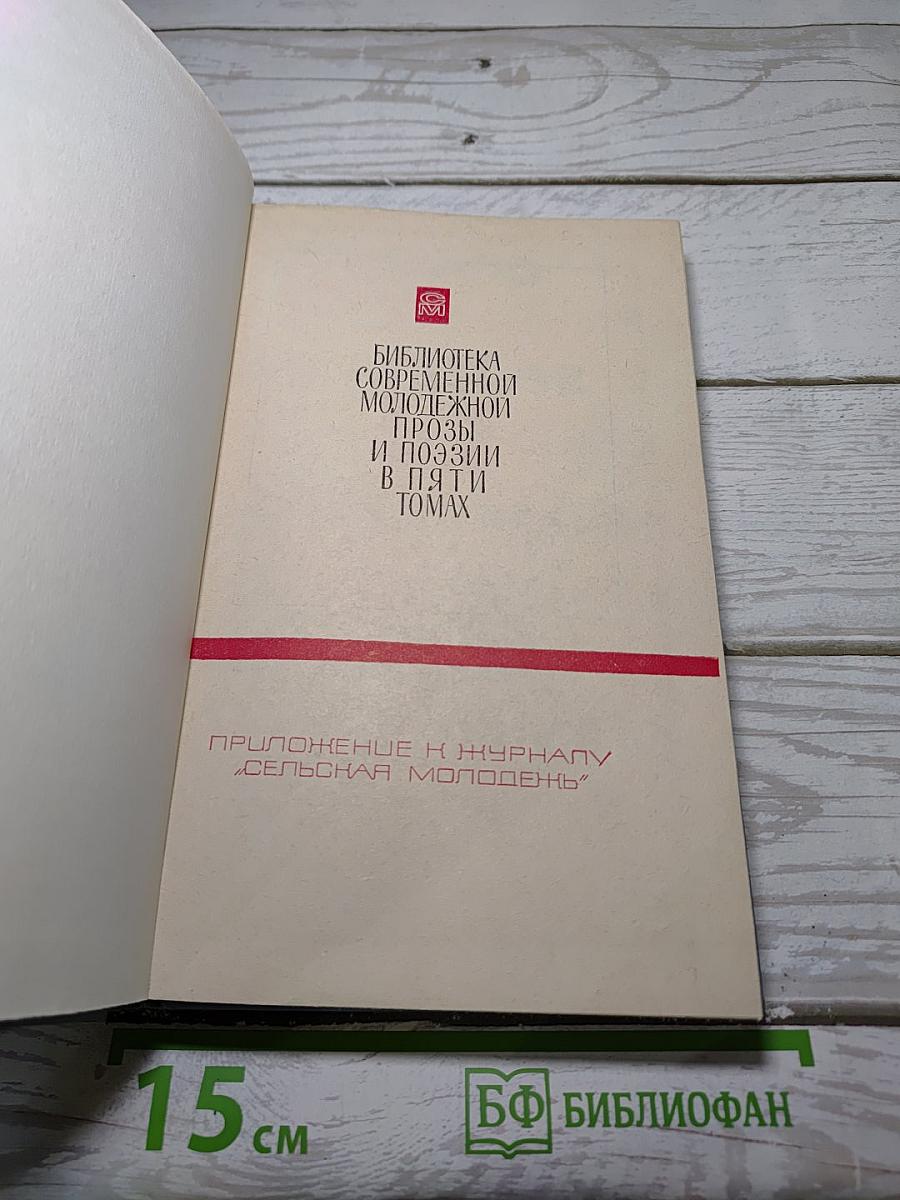 СМ
БИБЛИОТЕКА
СОВРЕМЕННОЙ
МОЛОДЕЖНОЙ
ПРОЗЫ
И ПОЭЗИИ
В ПЯТИ
ТОМАХ
ПРИЛОЖЕНИЕ К ЖУРНАЛУ
„СЕЛЬСКАЯ МОЛОДЕЖЬ"
15 см
БФ БИБЛИОФАН